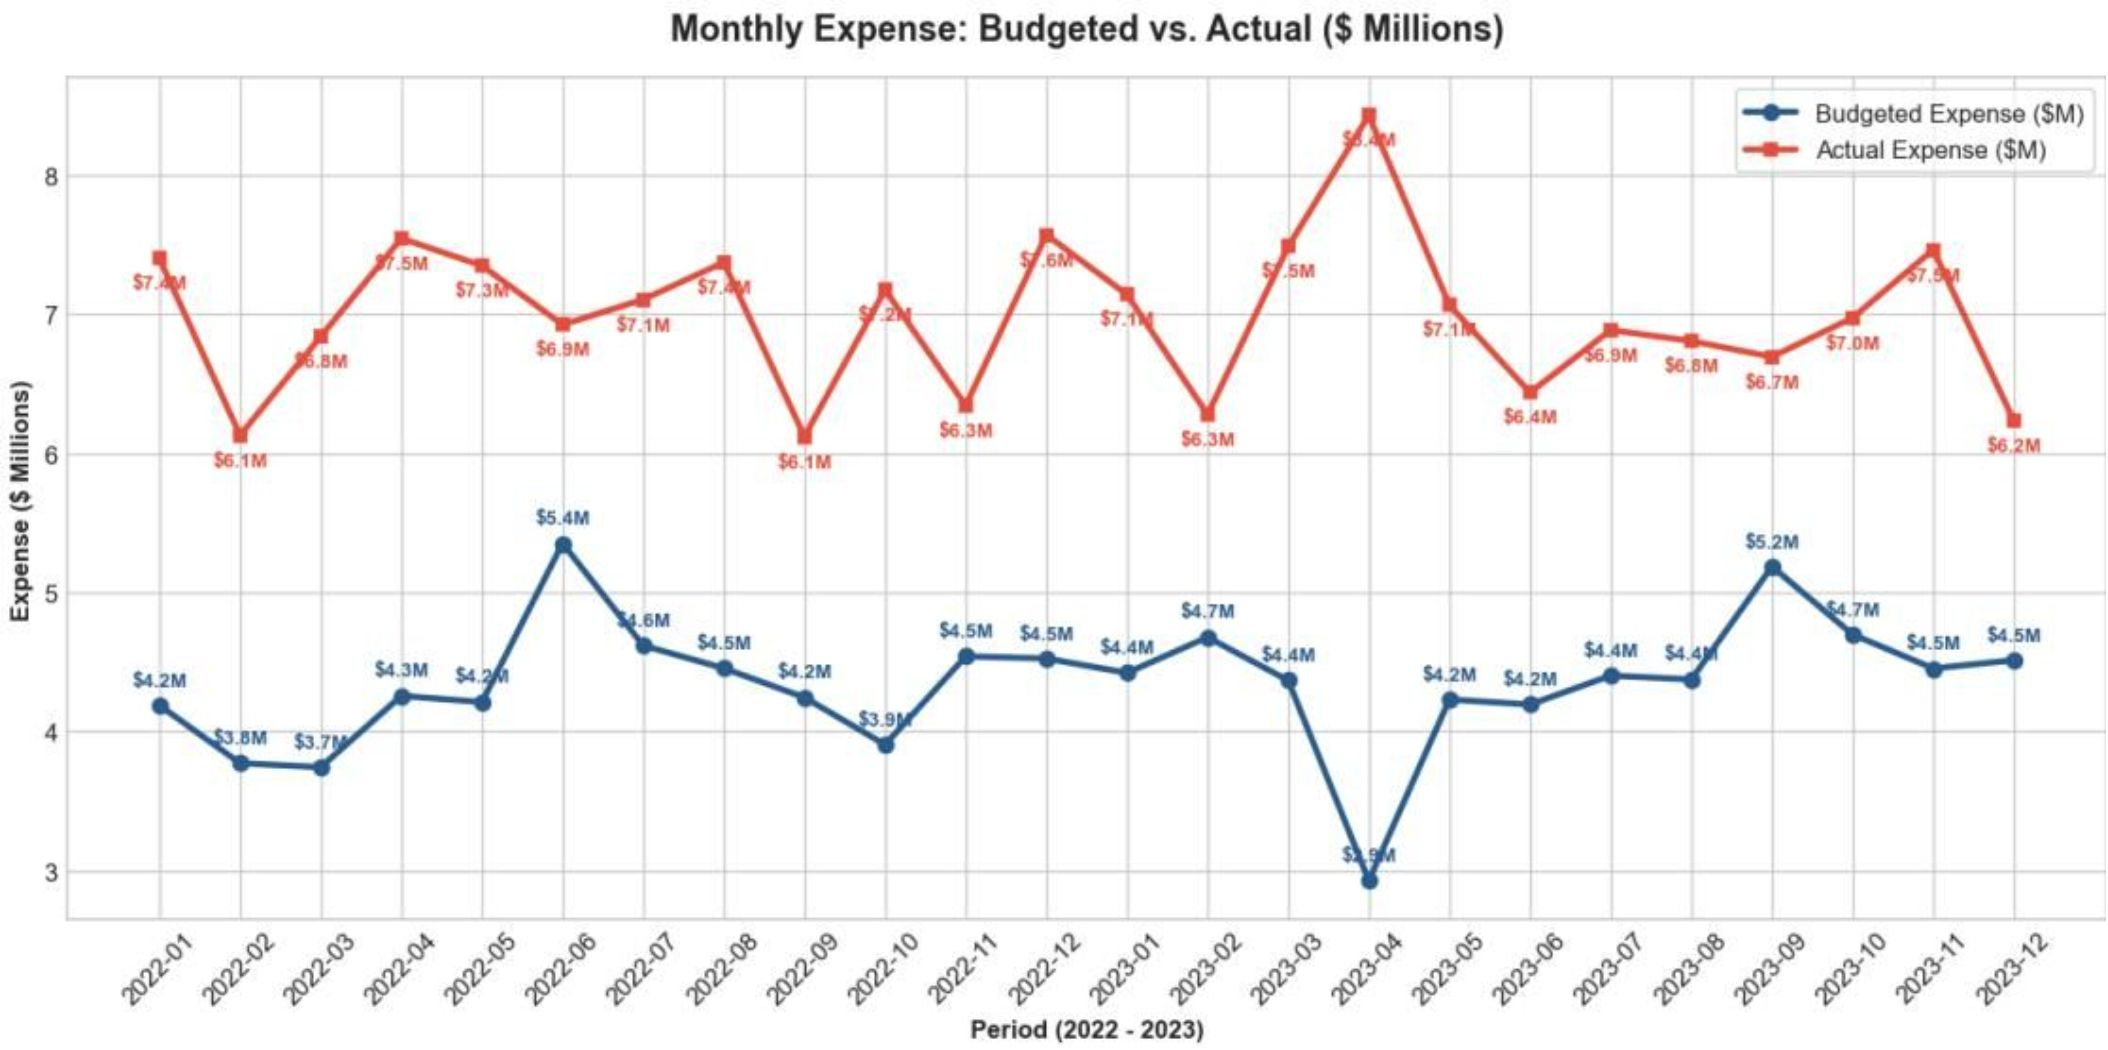 Monthly Expense: Budgeted vs. Actual ($ Millions)
Budgeted Expense ($M)
Actual Expense ($M)
Expense ($ Millions)
8
7
6
5
4
3
$7.4M
$6.1M
$6.8M
$7.5M
$7.3M
$6.9M
$7.1M
$7.4M
$6.1M
$7.2M
$6.3M
$7.6M
$7.1M
$6.3M
$7.5M
$8.4M
$7.1M
$6.4M
$6.9M
$6.8M
$6.7M
$7.0M
$7.5M
$6.2M
$4.2M
$3.8M
$3.7M
$4.3M
$4.2M
$5.4M
$4.6M
$4.5M
$4.2M
$3.9M
$4.5M
$4.5M
$4.4M
$4.7M
$4.4M
$2.9M
$4.2M
$4.2M
$4.4M
$4.4M
$5.2M
$4.7M
$4.5M
$4.5M
2022-01
2022-02
2022-03
2022-04
2022-05
2022-06
2022-07
2022-08
2022-09
2022-10
2022-11
2022-12
2023-01
2023-02
2023-03
2023-04
2023-05
2023-06
2023-07
2023-08
2023-09
2023-10
2023-11
2023-12
Period (2022 - 2023)